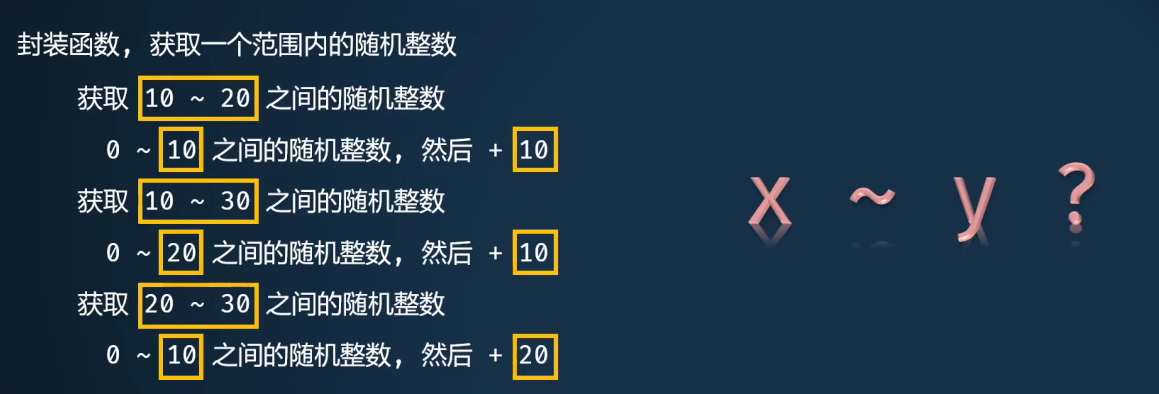 封装函数, 获取一个范围内的随机整数
获取 10 ~ 20 之间的随机整数
0 ~ 10 之间的随机整数, 然后 + 10
获取 10 ~ 30 之间的随机整数
0 ~ 20 之间的随机整数, 然后 + 10
获取 20 ~ 30 之间的随机整数
0 ~ 10 之间的随机整数, 然后 + 20
x ~ y ?